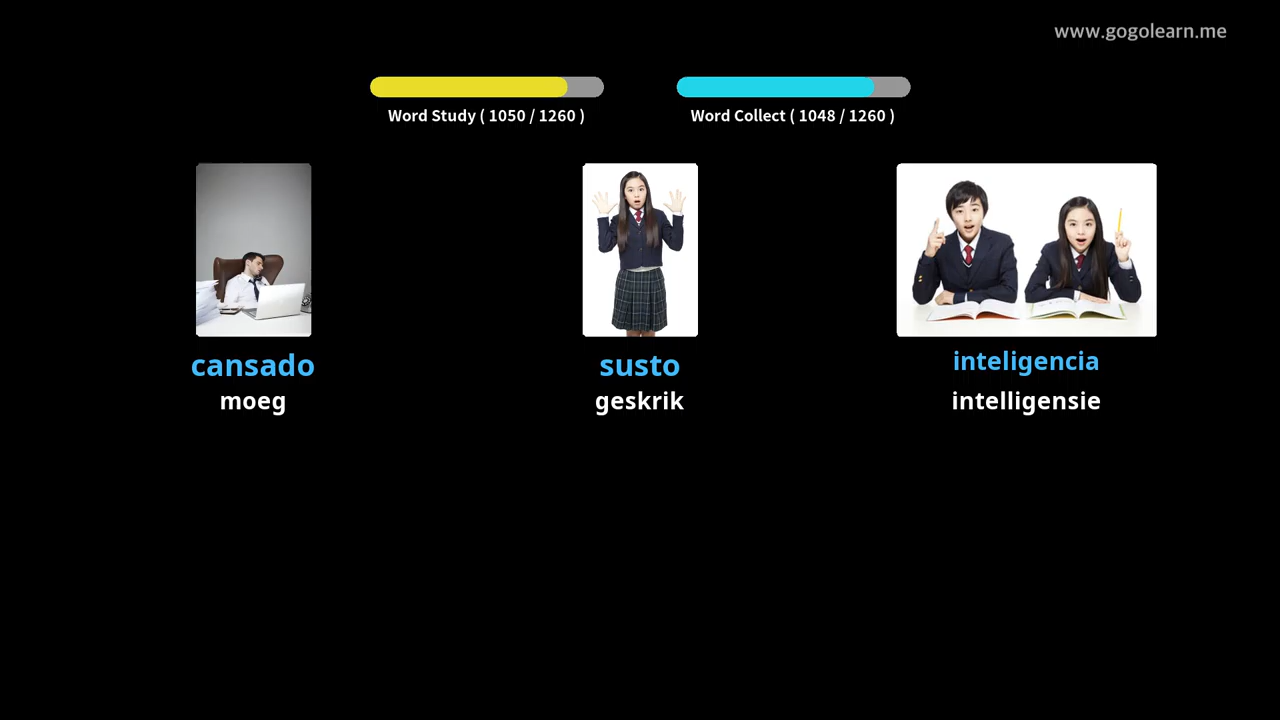 www.gogolearn.me
Word Study ( 1050 / 1260 )
Word Collect ( 1048 / 1260 )
cansado
moeg
susto
geskrik
inteligencia
intelligensie